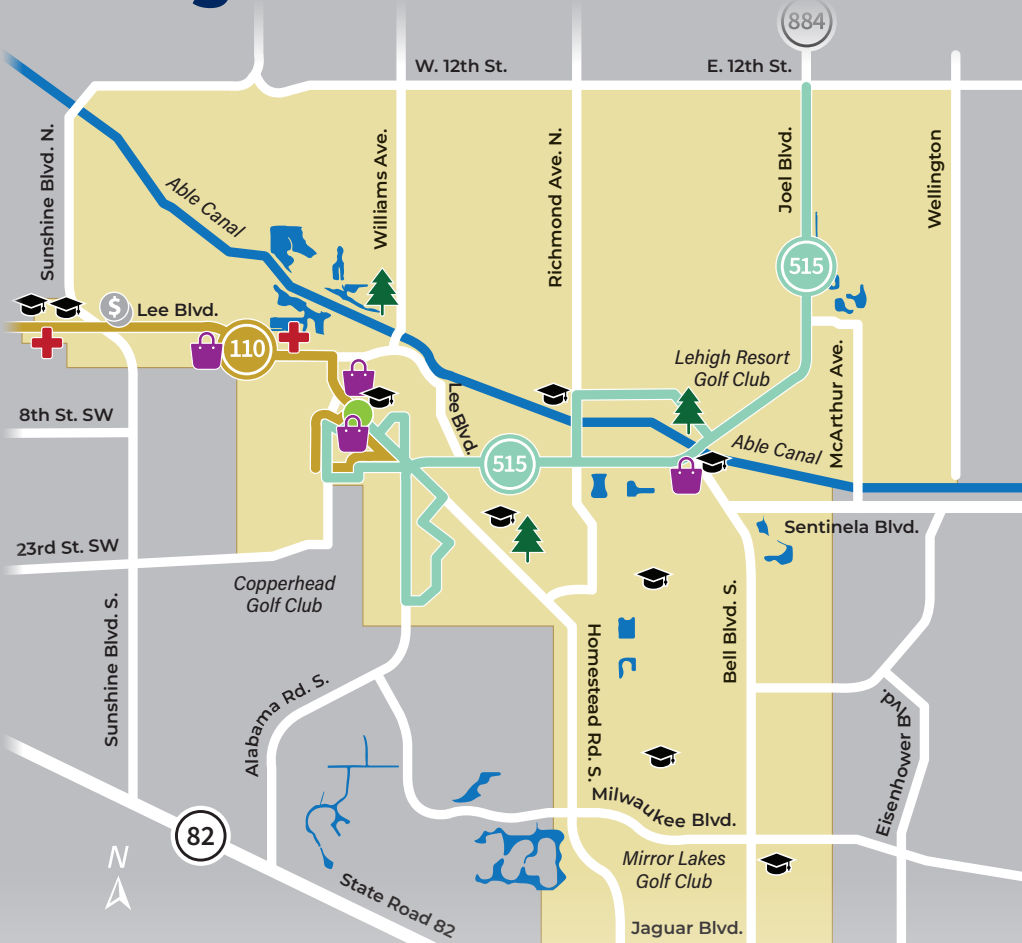 884
W. 12th St.
E. 12th St.
Sunshine Blvd. N.
Able Canal
Williams Ave.
Richmond Ave. N.
Joel Blvd.
Wellington
515
$
Lee Blvd.
110
Lehigh Resort
Golf Club
McArthur Ave.
8th St. SW
Lee Blvd.
515
Able Canal
Sentinela Blvd.
23rd St. SW
Copperhead
Golf Club
Sunshine Blvd. S.
Bell Blvd. S.
Homestead Rd. S.
Alabama Rd. S.
Eisenhower Blvd.
Milwaukee Blvd.
82
N
Mirror Lakes
Golf Club
State Road 82
Jaguar Blvd.